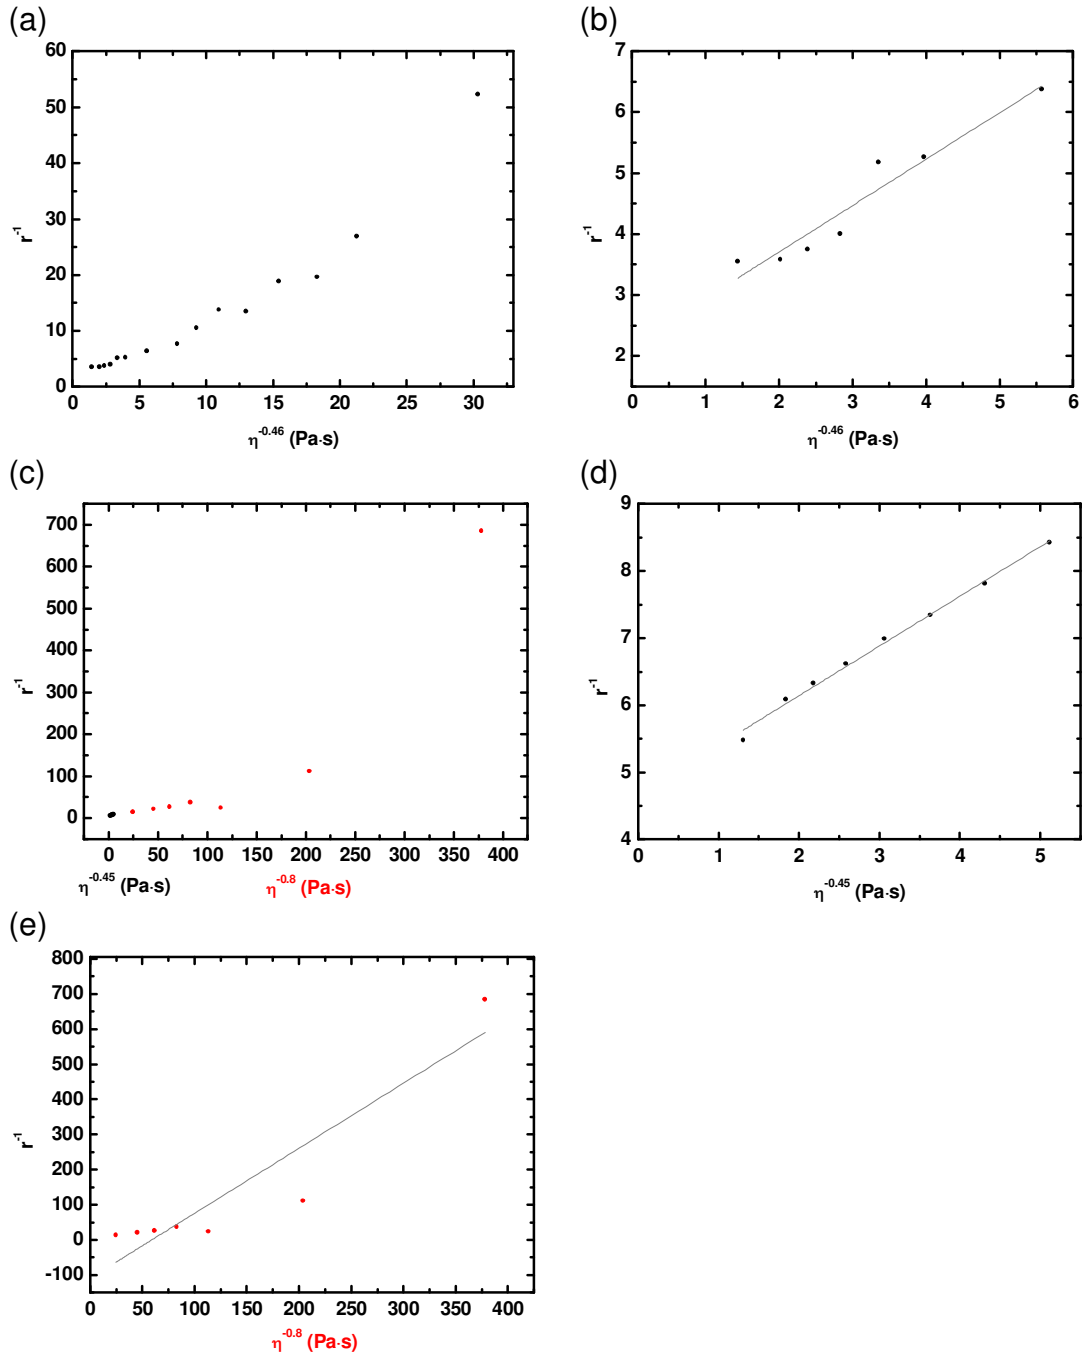 (a)
60
50
40
30
20
10
0
r⁻¹
0 5 10 15 20 25 30
η⁻⁰·⁴⁶ (Pa·s)
(b)
7
6
5
4
3
2
r⁻¹
0 1 2 3 4 5 6
η⁻⁰·⁴⁶ (Pa·s)
(c)
700
600
500
400
300
200
100
0
r⁻¹
0 50 100 150 200 250 300 350 400
η⁻⁰·⁴⁵ (Pa·s) η⁻⁰·⁸ (Pa·s)
(d)
9
8
7
6
5
4
r⁻¹
0 1 2 3 4 5
η⁻⁰·⁴⁵ (Pa·s)
(e)
800
700
600
500
400
300
200
100
0
-100
r⁻¹
0 50 100 150 200 250 300 350 400
η⁻⁰·⁸ (Pa·s)